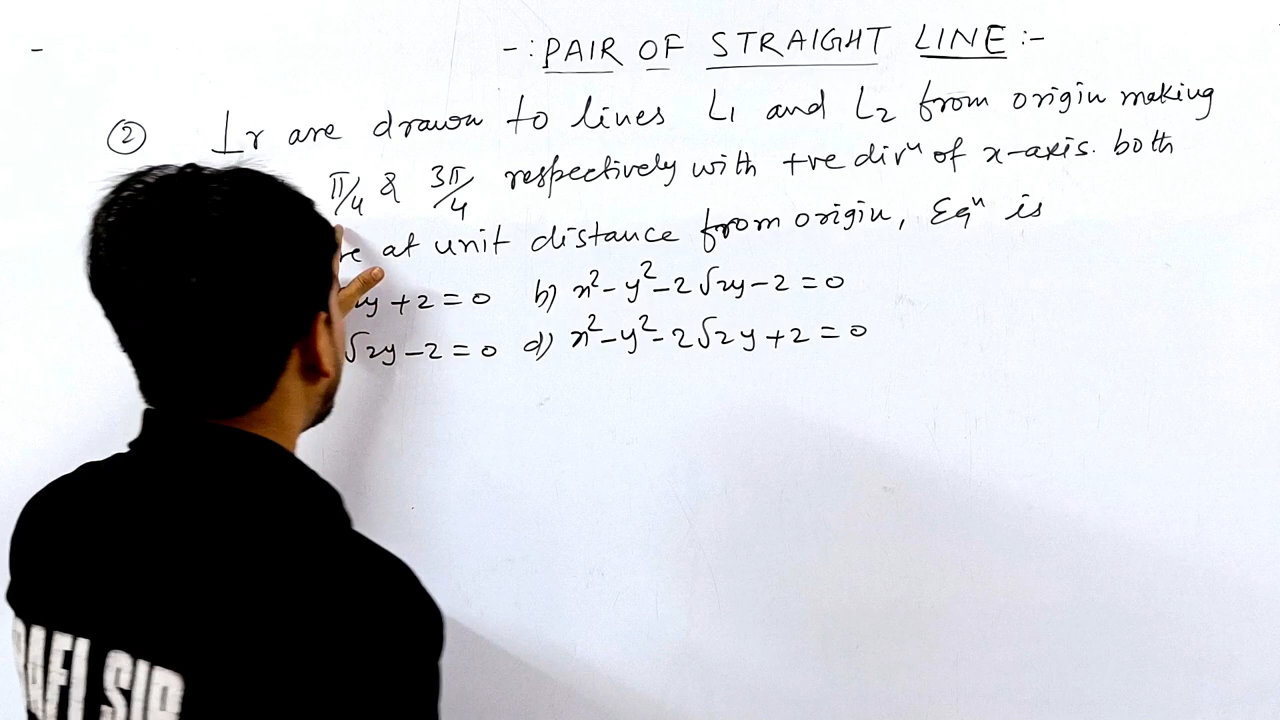 -: PAIR OF STRAIGHT LINE :-
② ⊥r are drawn to lines L₁ and L₂ from origin making
π/4 & 3π/4 respectively with +ve dirⁿ of x-axis. both
at unit distance from origin, Eqⁿ is
y + 2 = 0 b) x² - y² - 2√2y - 2 = 0
√2y - 2 = 0 d) x² - y² - 2√2y + 2 = 0
RAFI SIR